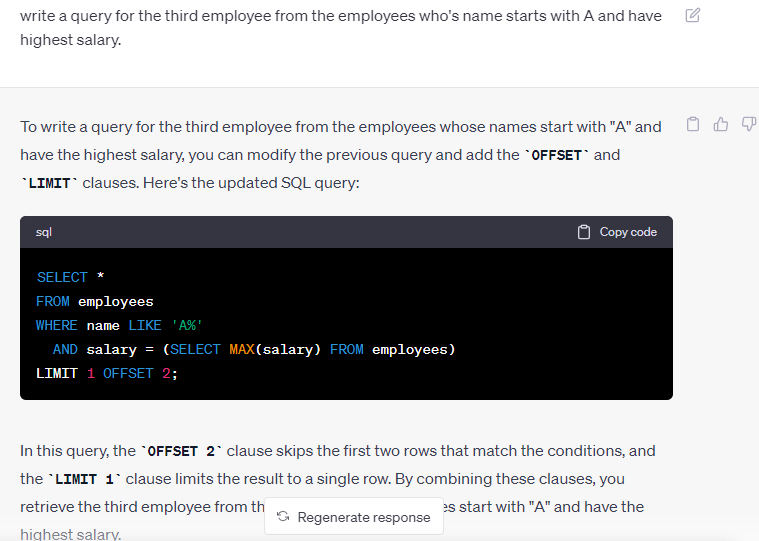 write a query for the third employee from the employees who's name starts with A and have
highest salary.
To write a query for the third employee from the employees whose names start with "A" and
have the highest salary, you can modify the previous query and add the `OFFSET` and
`LIMIT` clauses. Here's the updated SQL query:
sql Copy code
SELECT *
FROM employees
WHERE name LIKE 'A%'
AND salary = (SELECT MAX(salary) FROM employees)
LIMIT 1 OFFSET 2;
In this query, the `OFFSET 2` clause skips the first two rows that match the conditions, and
the `LIMIT 1` clause limits the result to a single row. By combining these clauses, you
retrieve the third employee from th es start with "A" and have the
Regenerate response
highest salary.